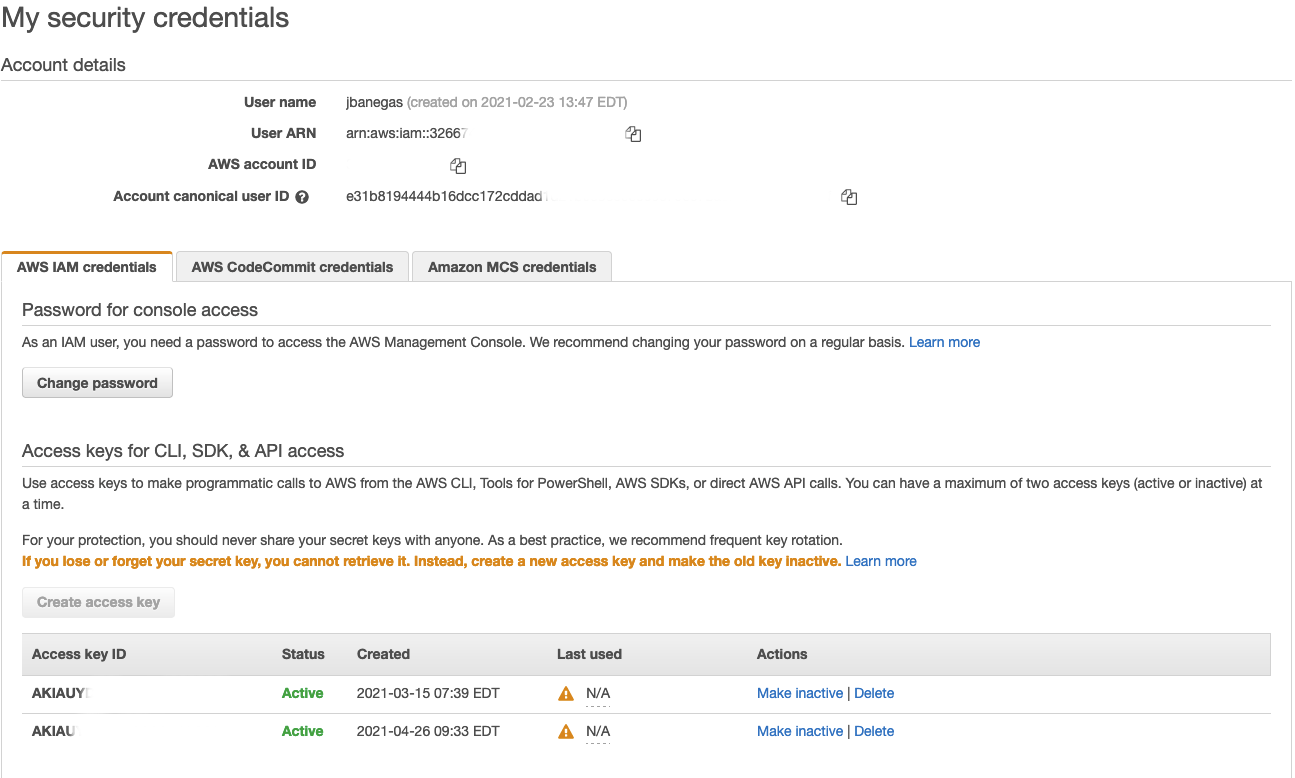 My security credentials
Account details
User name jbanegas (created on 2021-02-23 13:47 EDT)
User ARN arn:aws:iam::32667
AWS account ID
Account canonical user ID e31b8194444b16dcc172cddad
AWS IAM credentials AWS CodeCommit credentials Amazon MCS credentials
Password for console access
As an IAM user, you need a password to access the AWS Management Console. We recommend changing your password on a regular basis. Learn more
Change password
Access keys for CLI, SDK, & API access
Use access keys to make programmatic calls to AWS from the AWS CLI, Tools for PowerShell, AWS SDKs, or direct AWS API calls. You can have a maximum of two access keys (active or inactive) at
a time.
For your protection, you should never share your secret keys with anyone. As a best practice, we recommend frequent key rotation.
If you lose or forget your secret key, you cannot retrieve it. Instead, create a new access key and make the old key inactive. Learn more
Create access key
Access key ID Status Created Last used Actions
AKIAUY Active 2021-03-15 07:39 EDT N/A Make inactive | Delete
AKIAU Active 2021-04-26 09:33 EDT N/A Make inactive | Delete